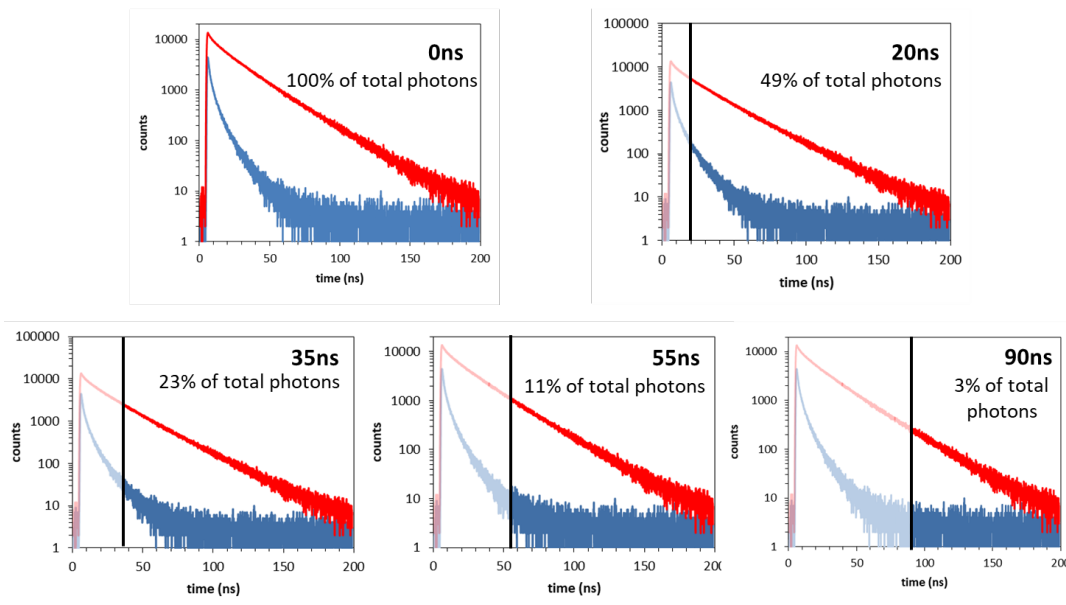 0ns
100% of total photons
10000
1000
100
10
1
counts
0 50 100 150 200
time (ns)
20ns
49% of total photons
100000
10000
1000
100
10
1
counts
0 50 100 150 200
time (ns)
35ns
23% of total photons
100000
10000
1000
100
10
1
counts
0 50 100 150 200
time (ns)
55ns
11% of total photons
10000
1000
100
10
1
counts
0 50 100 150 200
time (ns)
90ns
3% of total
photons
10000
1000
100
10
1
counts
0 50 100 150 200
time (ns)